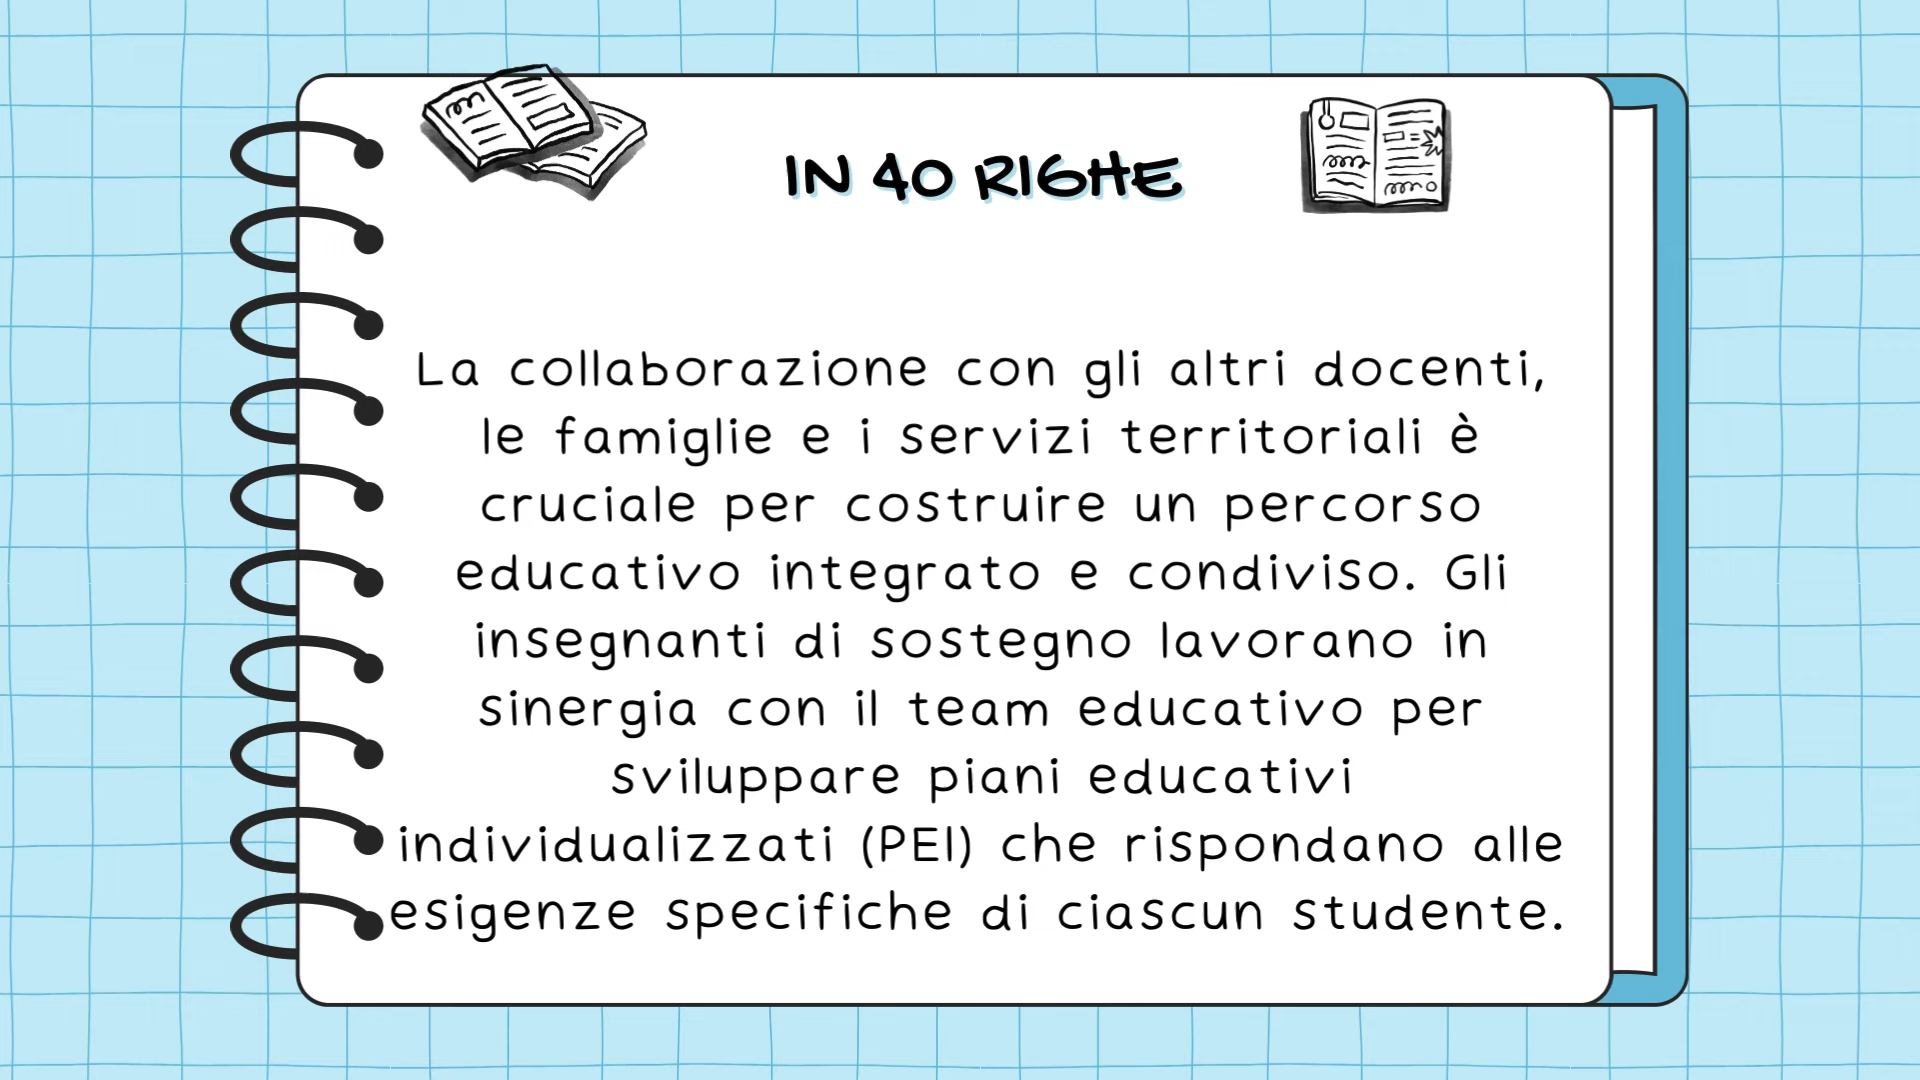 IN 40 RIGHE
La collaborazione con gli altri docenti,
le famiglie e i servizi territoriali è
cruciale per costruire un percorso
educativo integrato e condiviso. Gli
insegnanti di sostegno lavorano in
sinergia con il team educativo per
sviluppare piani educativi
individualizzati (PEI) che rispondano alle
esigenze specifiche di ciascun studente.